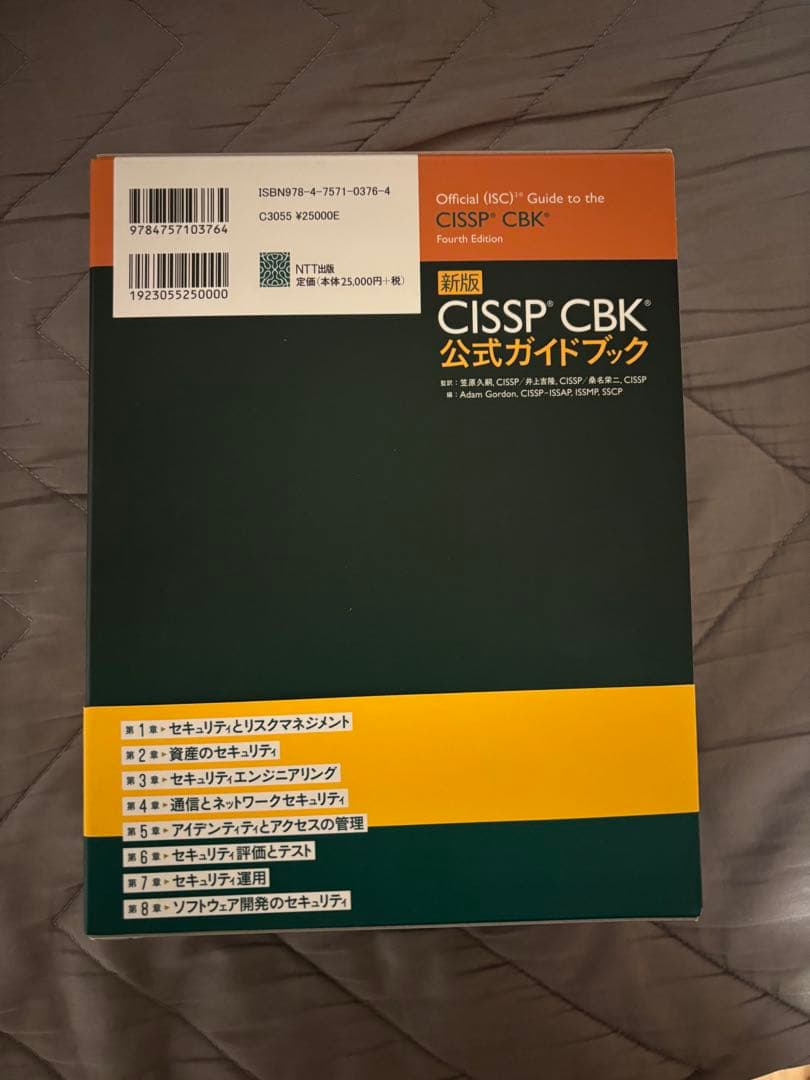 ISBN978-4-7571-0376-4
C3055 ¥25000E
9784757103764
1923055250000
NTT出版
定価(本体25,000円+税)
Official (ISC)²® Guide to the
CISSP® CBK®
Fourth Edition
新版
CISSP® CBK®
公式ガイドブック
監訳:笠原久嗣, CISSP/井上吉隆, CISSP/桑名栄二, CISSP
編:Adam Gordon, CISSP-ISSAP, ISSMP, SSCP
第1章▶セキュリティとリスクマネジメント
第2章▶資産のセキュリティ
第3章▶セキュリティエンジニアリング
第4章▶通信とネットワークセキュリティ
第5章▶アイデンティティとアクセスの管理
第6章▶セキュリティ評価とテスト
第7章▶セキュリティ運用
第8章▶ソフトウェア開発のセキュリティ